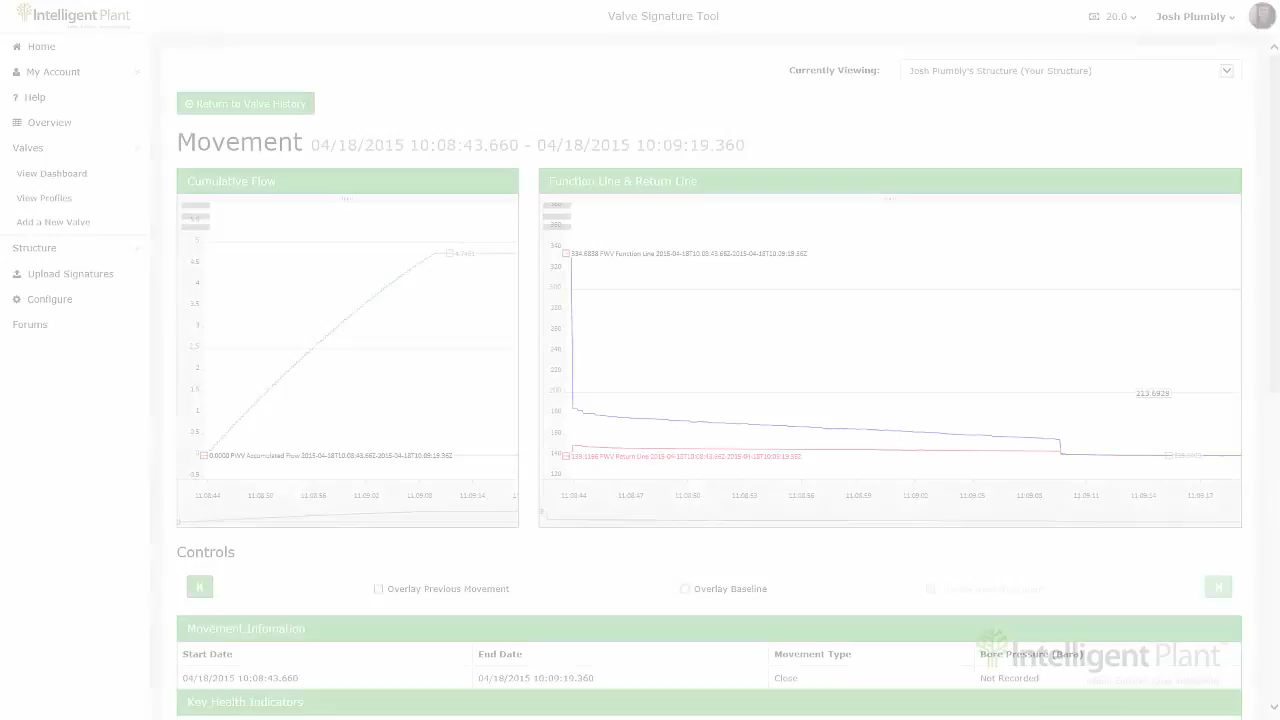 Intelligent Plant
Valve Signature Tool
20.0
Josh Plumbly
Home
My Account
Help
Overview
Valves
View Dashboard
View Profiles
Add a New Valve
Structure
Upload Signatures
Configure
Forums
Currently Viewing:
Josh Plumbly's Structure (Your Structure)
Return to Valve History
Movement 04/18/2015 10:08:43.660 - 04/18/2015 10:09:19.360
Cumulative Flow
5
4.5
4
3.5
3
2.5
2
1.5
1
0.5
0
-0.5
0.0000 FWV Accumulated Flow 2015-04-18T10:08:43.66Z-2015-04-18T10:09:19.36Z
11:08:44 11:08:50 11:08:56 11:09:02 11:09:08 11:09:14
Function Line & Return Line
360
340
320
300
280
260
240
220
200
180
160
140
120
334.6838 FWV Function Line 2015-04-18T10:08:43.66Z-2015-04-18T10:09:19.36Z
213.6929
139.1166 FWV Return Line 2015-04-18T10:08:43.66Z-2015-04-18T10:09:19.36Z
11:08:44 11:08:47 11:08:50 11:08:53 11:08:56 11:08:59 11:09:02 11:09:05 11:09:08 11:09:11 11:09:14 11:09:17
Controls
Overlay Previous Movement
Overlay Baseline
Movement Infomation
Start Date End Date Movement Type Bore Pressure (Bara)
04/18/2015 10:08:43.660 04/18/2015 10:09:19.360 Close Not Recorded
Key Health Indicators
Intelligent Plant